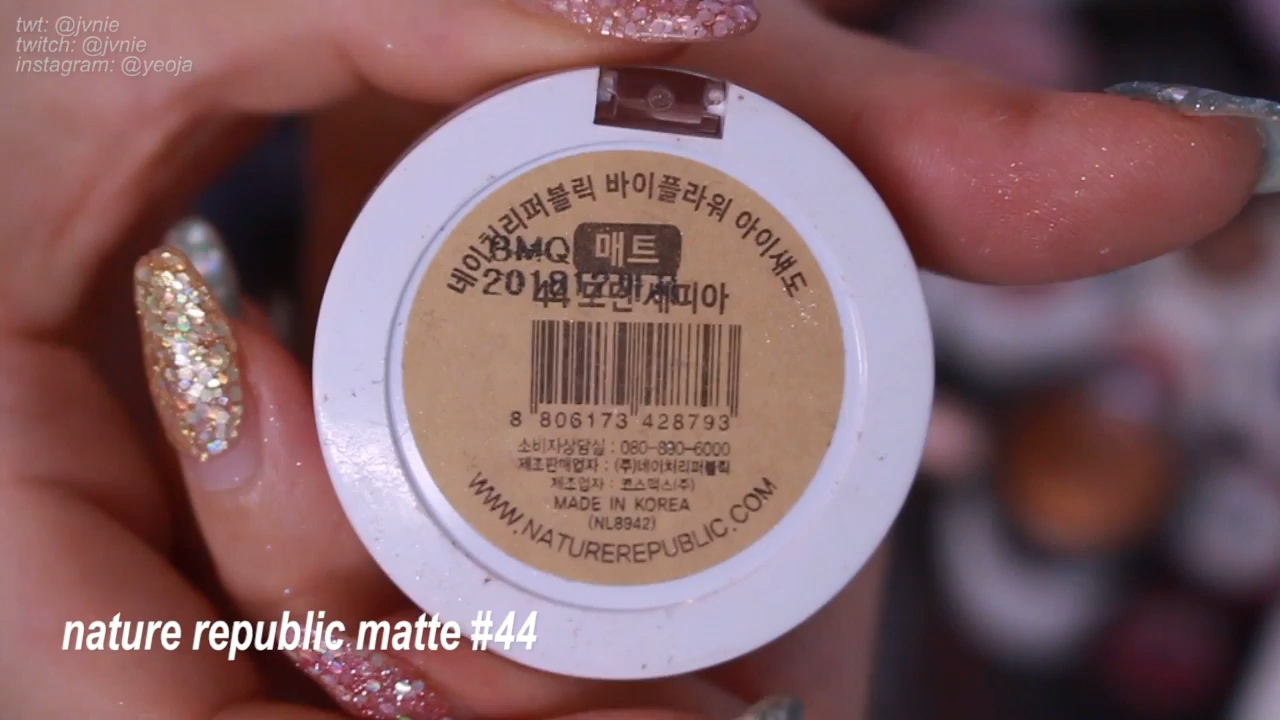 twt: @jvnie
twitch: @jvnie
instagram: @yeoja
네이처리퍼블릭 바이플라워 아이섀도
매트
BMQ
44 모던 세피아
8 806173 428793
소비자상담실 : 080-890-6000
제조판매업자 : (주)네이처리퍼블릭
제조업자 : 코스맥스(주)
MADE IN KOREA
(NL8942)
WWW.NATUREREPUBLIC.COM
nature republic matte #44